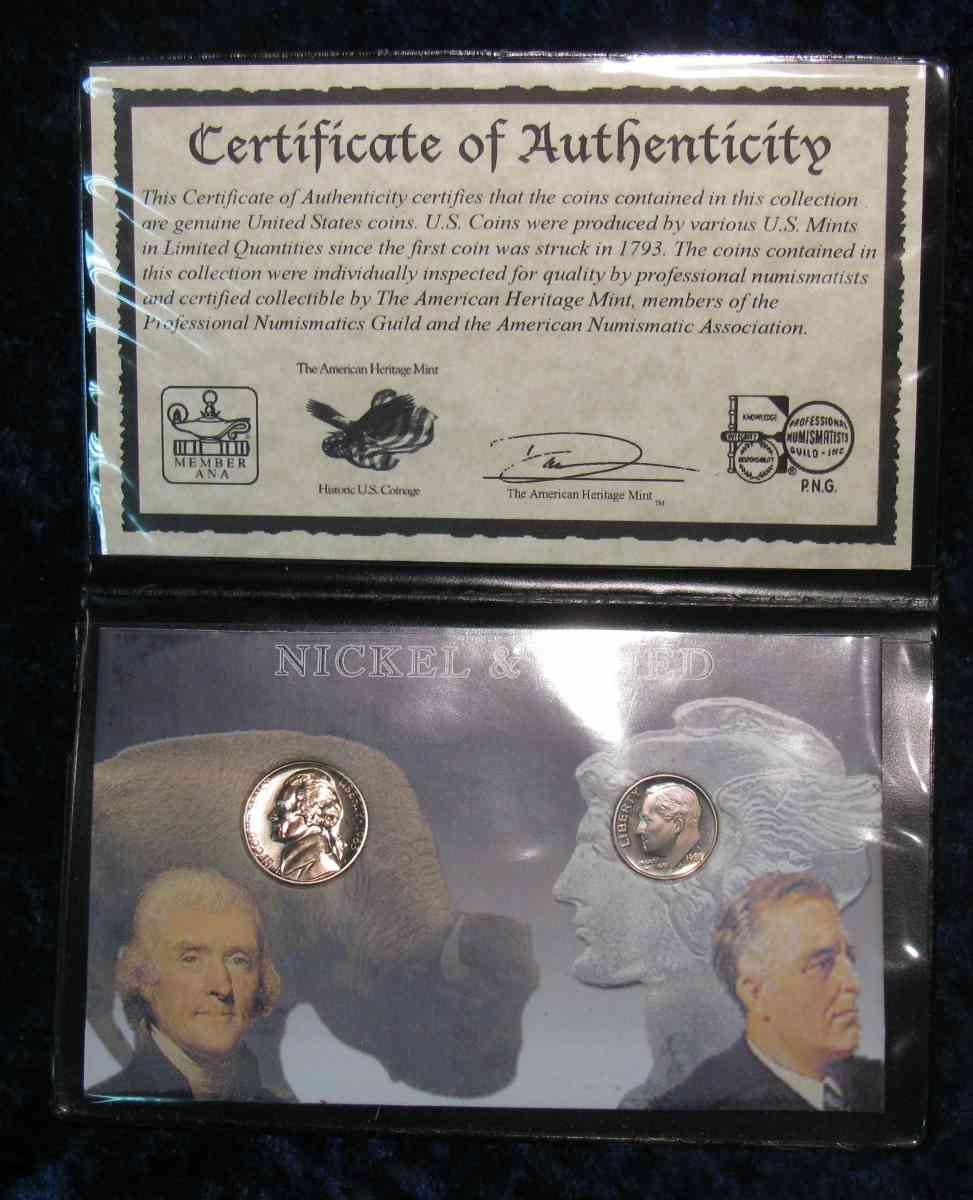 Certificate of Authenticity
This Certificate of Authenticity certifies that the coins contained in this collection
are genuine United States coins. U.S. Coins were produced by various U.S. Mints
in Limited Quantities since the first coin was struck in 1793. The coins contained in
this collection were individually inspected for quality by professional numismatists
and certified collectible by The American Heritage Mint, members of the
Professional Numismatics Guild and the American Numismatic Association.
The American Heritage Mint
MEMBER
ANA
Historic U.S. Coinage
The American Heritage Mint TM
KNOWLEDGE
INTEGRITY
RESPONSIBILITY
®
PROFESSIONAL
NUMISMATISTS
GUILD - INC
P.N.G.
NICKEL &
LIBERTY